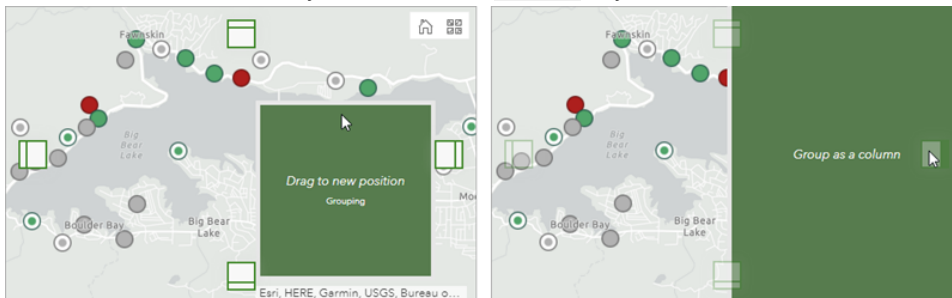 Fawnskin
Big
Bear
Lake
Drag to new position
Grouping
Mo
Boulder Bay
Big Bear
Lake
Esri, HERE, Garmin, USGS, Bureau o...
Fawnskin
Big
Bear
Lake
Group as a column
Boulder Bay
Big Bear
Lake